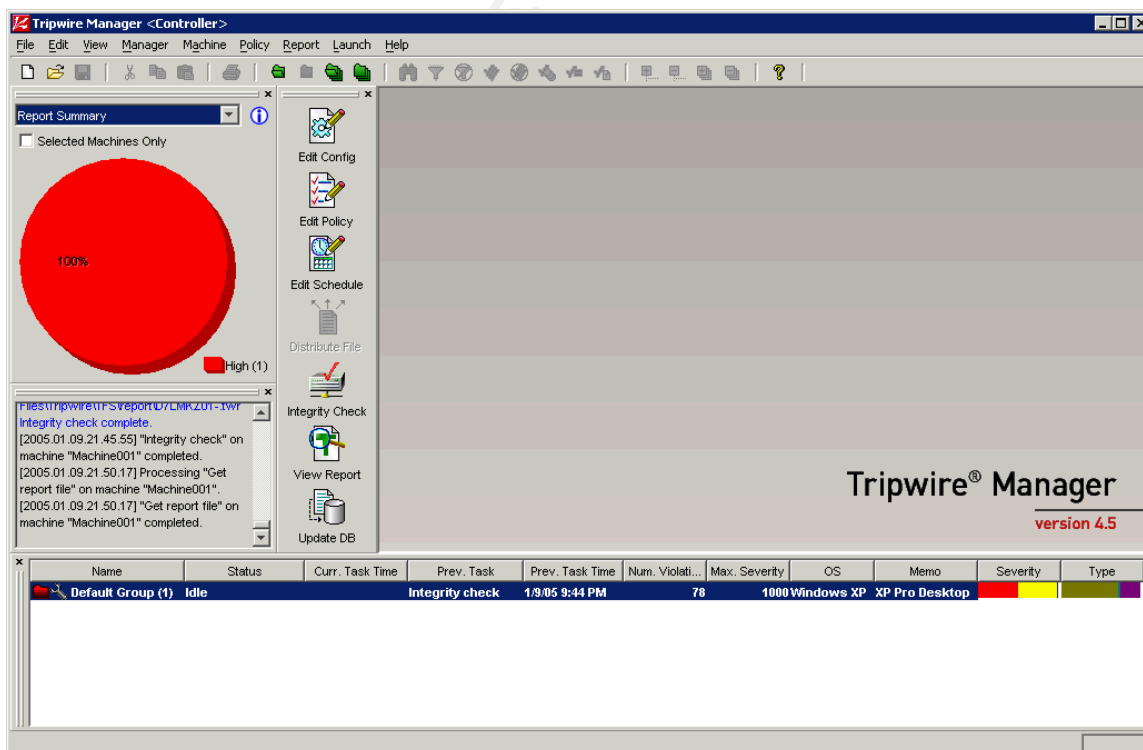 Tripwire Manager <Controller>
File Edit View Manager Machine Policy Report Launch Help
Report Summary
Selected Machines Only
100%
High (1)
Integrity check complete.
[2005.01.09.21.45.55] "Integrity check" on
machine "Machine001" completed.
[2005.01.09.21.50.17] Processing "Get
report file" on machine "Machine001".
[2005.01.09.21.50.17] "Get report file" on
machine "Machine001" completed.
Edit Config
Edit Policy
Edit Schedule
Distribute File
Integrity Check
View Report
Update DB
Tripwire® Manager
version 4.5
Name Status Curr. Task Time Prev. Task Prev. Task Time Num. Violati... Max. Severity OS Memo Severity Type
Default Group (1) Idle Integrity check 1/9/05 9:44 PM 78 1000 Windows XP XP Pro Desktop